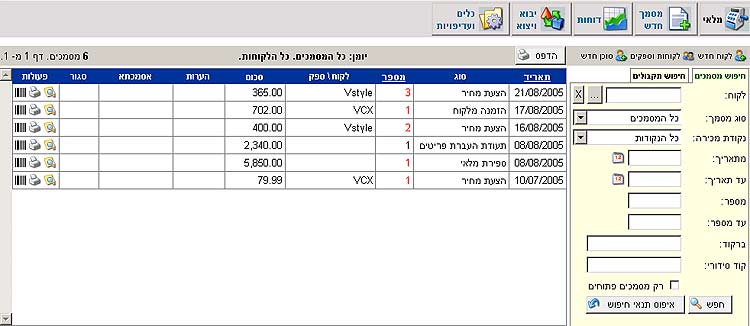 מלאי
מסמך חדש
דוחות
יבוא ויצוא
כלים ועדיפויות
לקוח חדש
לקוחות וספקים
סוכן חדש
הדפס
יומן: כל המסמכים. כל הלקוחות.
6 מסמכים. דף 1 מ- 1.
חיפוש מסמכים
חיפוש תקבולים
לקוח: ... X
סוג מסמך: כל המסמכים
נקודת מכירה: כל הנקודות
מתאריך: 12
עד תאריך: 12
מספר:
עד מספר:
ברקוד:
קוד סידורי:
רק מסמכים פתוחים
חפש
איפוס תנאי חיפוש
תאריך סוג מספר לקוח \ ספק סכום הערות אסמכתא סגור פעולות
21/08/2005 הצעת מחיר 3 Vstyle 365.00
17/08/2005 הזמנה מלקוח 1 VCX 702.00
16/08/2005 הצעת מחיר 2 Vstyle 400.00
08/08/2005 תעודת העברת פריטים 1 2,340.00
08/08/2005 ספירת מלאי 1 5,850.00
10/07/2005 הצעת מחיר 1 VCX 79.99